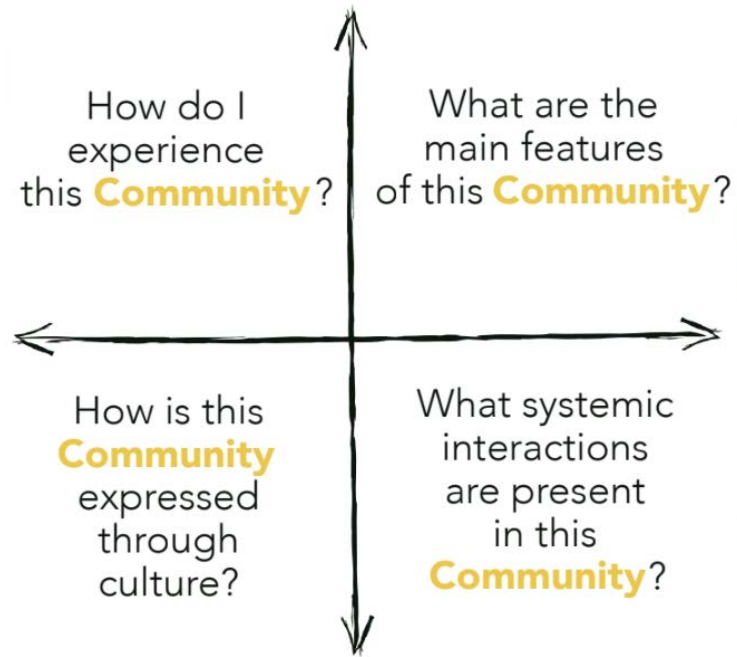 How do I
experience
this Community?
What are the
main features
of this Community?
How is this
Community
expressed
through
culture?
What systemic
interactions
are present
in this
Community?